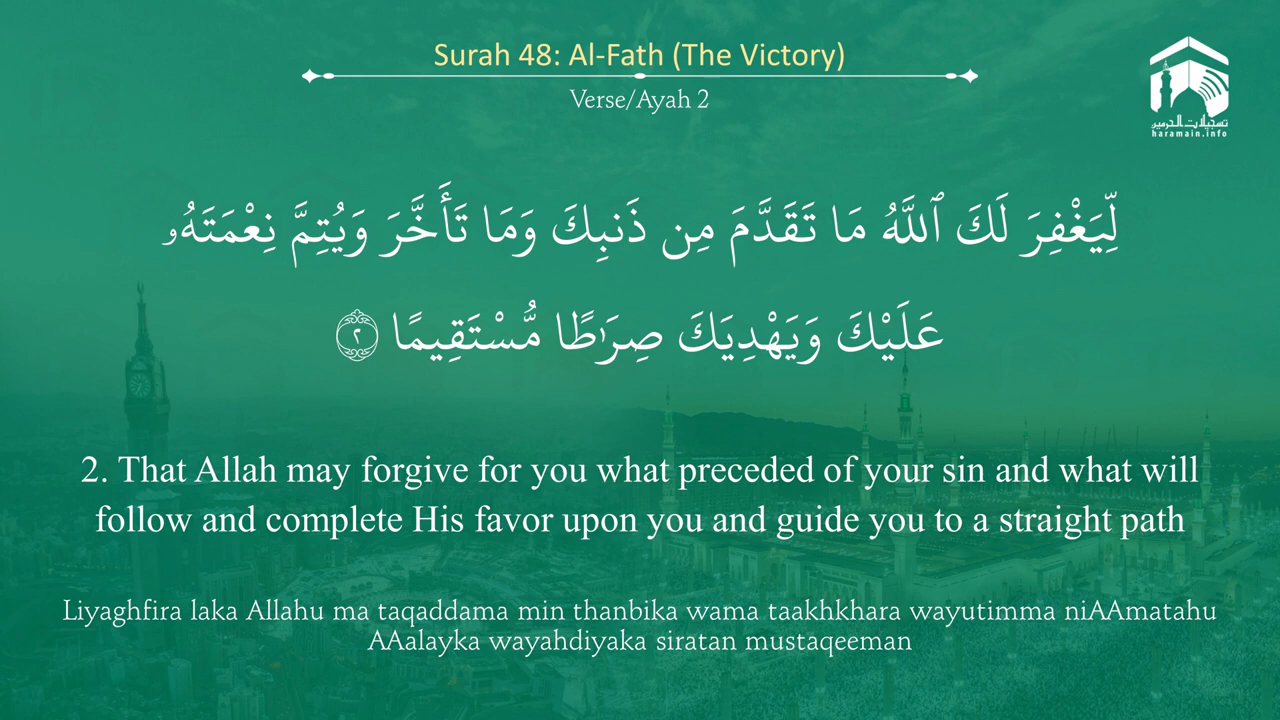 Surah 48: Al-Fath (The Victory)
Verse/Ayah 2
تسجيلات الحرمين
haramain.info
لِّيَغْفِرَ لَكَ ٱللَّهُ مَا تَقَدَّمَ مِن ذَنۢبِكَ وَمَا تَأَخَّرَ وَيُتِمَّ نِعْمَتَهُۥ
عَلَيْكَ وَيَهْدِيَكَ صِرَٰطًا مُّسْتَقِيمًا ٢
2. That Allah may forgive for you what preceded of your sin and what will
follow and complete His favor upon you and guide you to a straight path
Liyaghfira laka Allahu ma taqaddama min thanbika wama taakhkhara wayutimma niAAmatahu
AAalayka wayahdiyaka siratan mustaqeeman